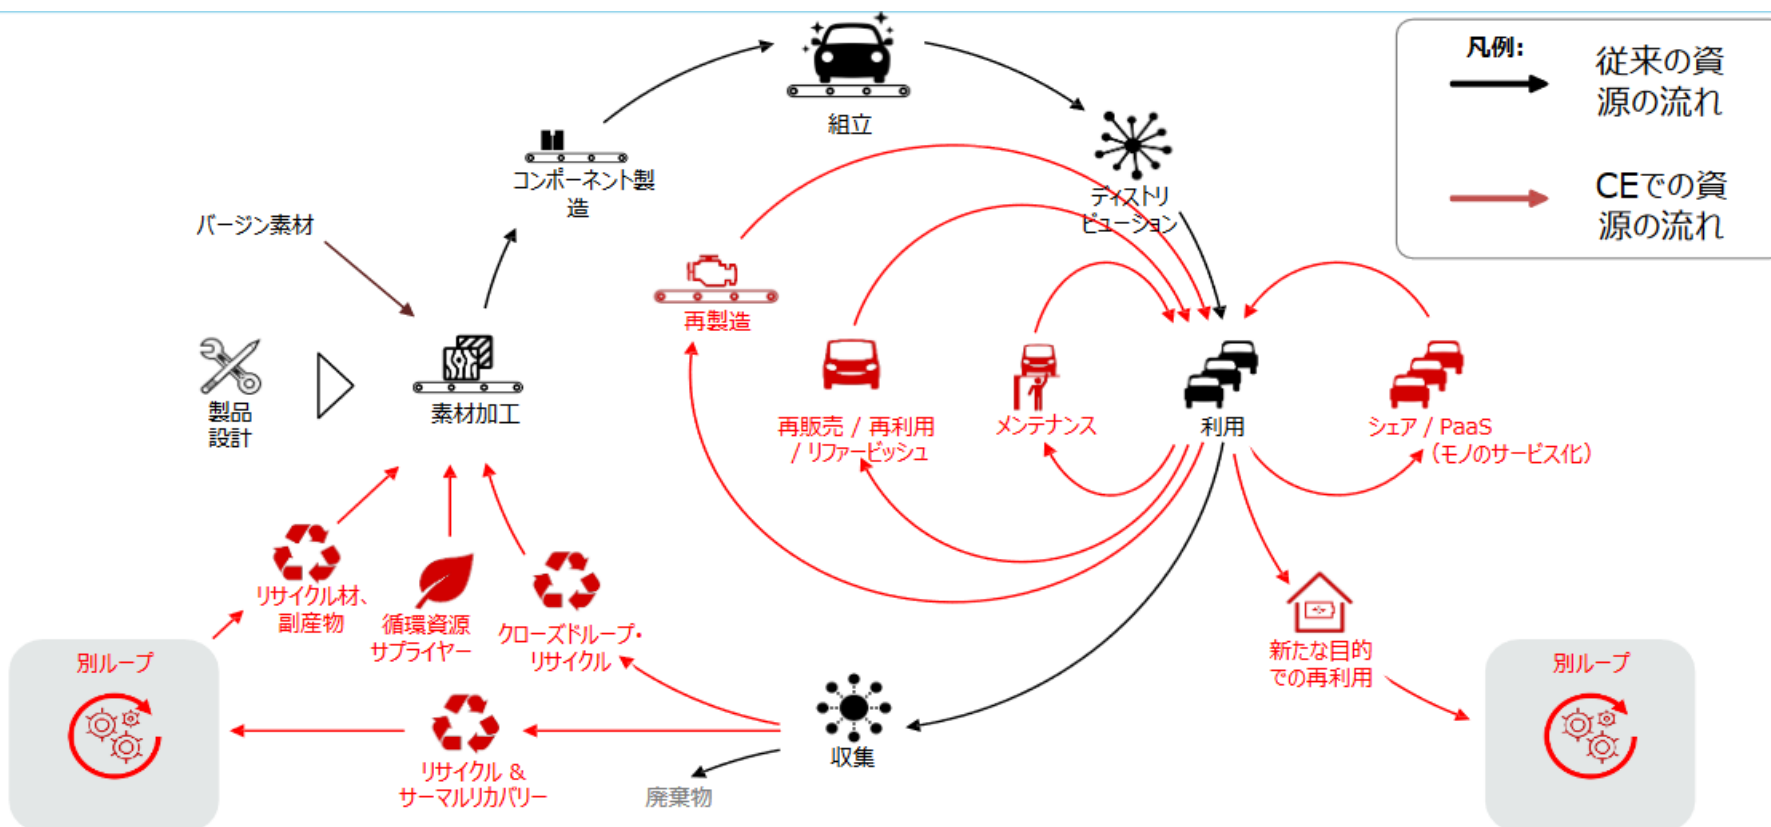 凡例:
従来の資
源の流れ
CEでの資
源の流れ
組立
コンポーネント製
造
ディストリ
ビューション
バージン素材
再製造
製品
設計
素材加工
再販売 / 再利用
/ リファービッシュ
メンテナンス
利用
シェア / PaaS
（モノのサービス化）
リサイクル材、
副産物
循環資源
サプライヤー
クローズドループ・
リサイクル
新たな目的
での再利用
別ループ
別ループ
収集
リサイクル &
サーマルリカバリー
廃棄物